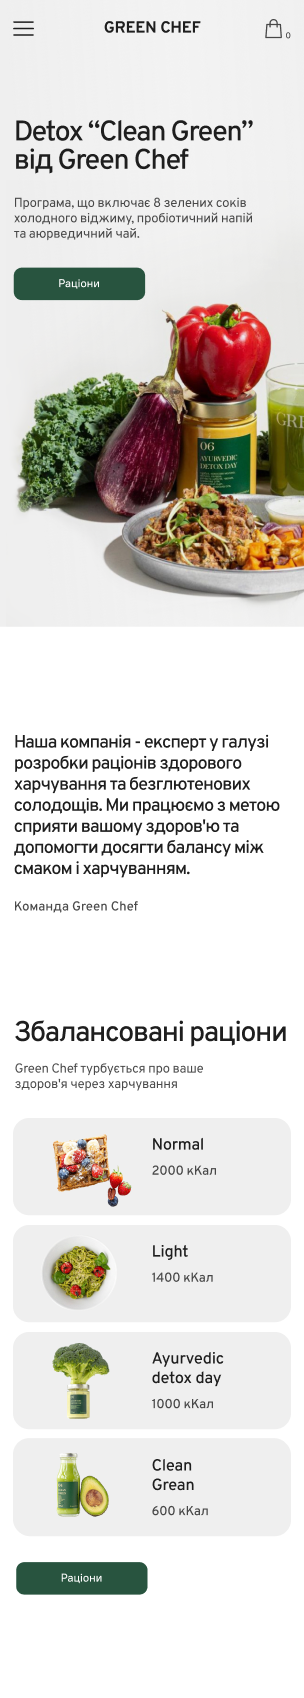 GREEN CHEF
0
Detox “Clean Green”
від Green Chef
Програма, що включає 8 зелених соків
холодного віджиму, пробіотичний напій
та аюрведичний чай.
Раціони
06
AYURVEDIC
DETOX DAY
GRE
Наша компанія - експерт у галузі
розробки раціонів здорового
харчування та безглютенових
солодощів. Ми працюємо з метою
сприяти вашому здоров'ю та
допомогти досягти балансу між
смаком і харчуванням.
Команда Green Chef
Збалансовані раціони
Green Chef турбується про ваше
здоров'я через харчування
Normal
2000 кКал
Light
1400 кКал
Ayurvedic
detox day
1000 кКал
Clean
Grean
600 кКал
Раціони